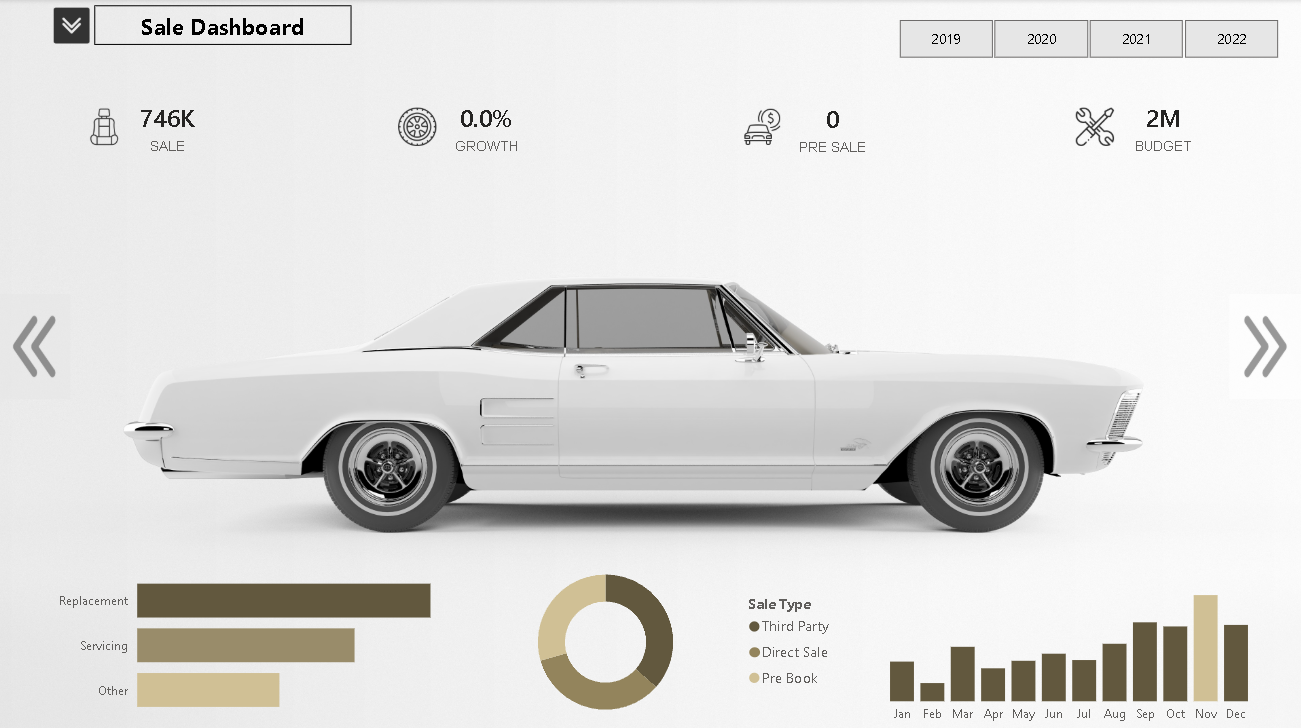 Sale Dashboard
2019 2020 2021 2022
746K
SALE
0.0%
GROWTH
0
PRE SALE
2M
BUDGET
Replacement
Servicing
Other
Sale Type
Third Party
Direct Sale
Pre Book
Jan Feb Mar Apr May Jun Jul Aug Sep Oct Nov Dec